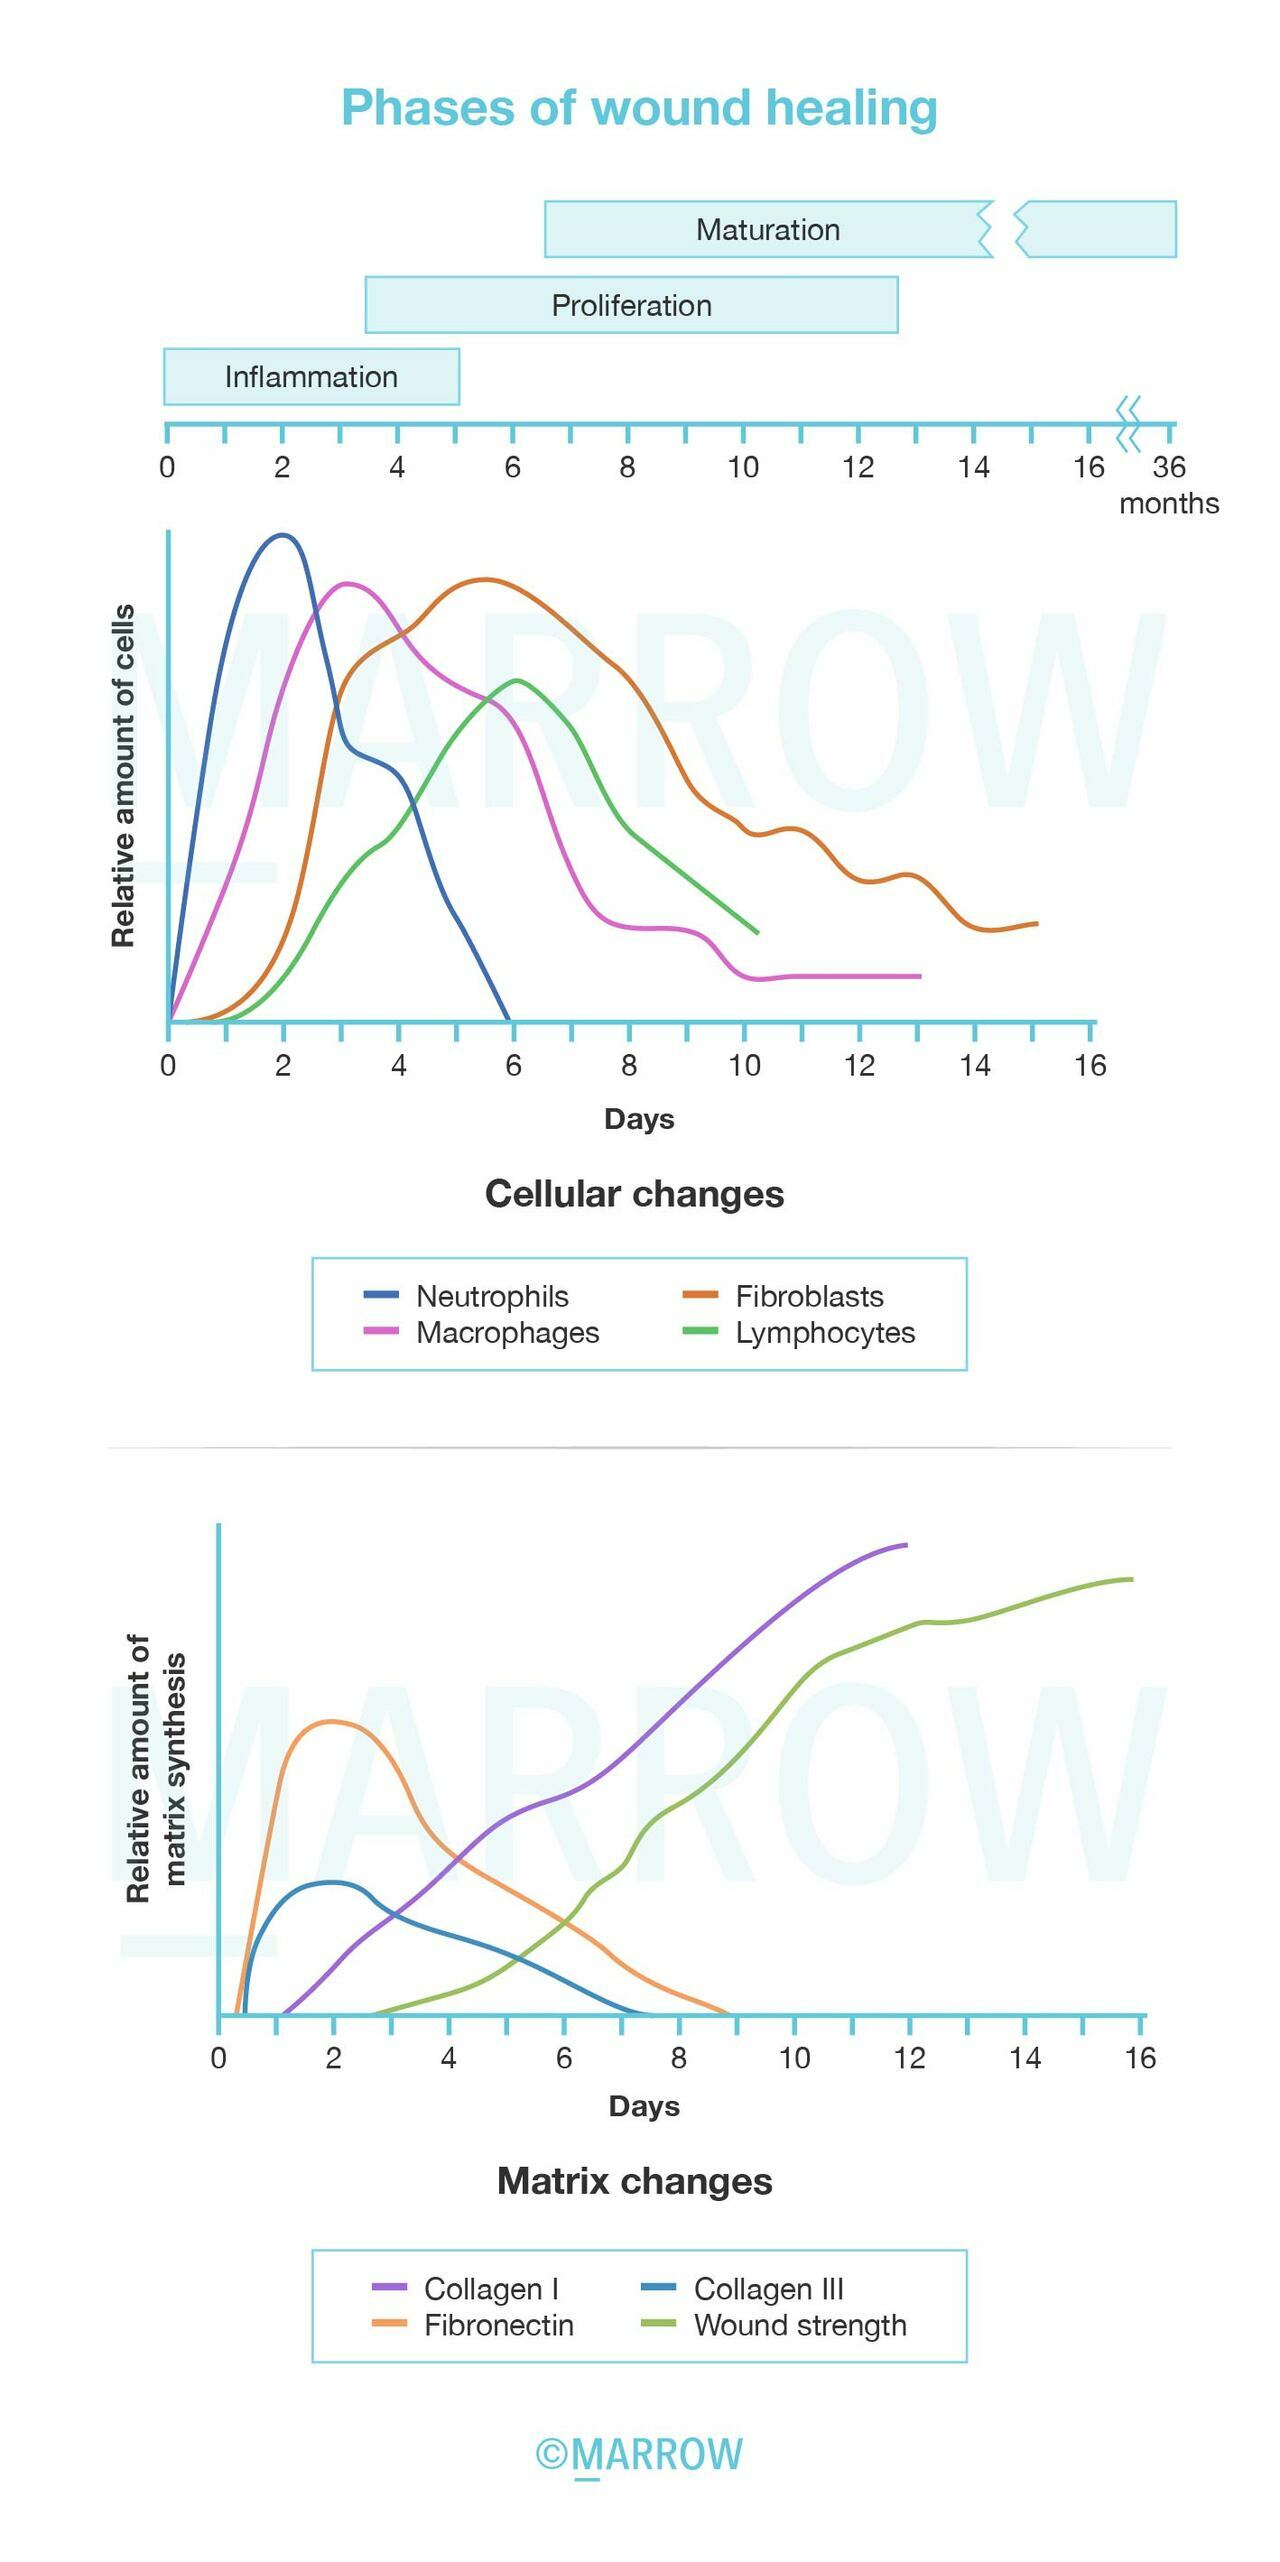 Phases of wound healing
Maturation
Proliferation
Inflammation
0 2 4 6 8 10 12 14 16 36
months
Relative amount of cells
MARROW
0 2 4 6 8 10 12 14 16
Days
Cellular changes
Neutrophils Fibroblasts
Macrophages Lymphocytes
Relative amount of
matrix synthesis
MARROW
0 2 4 6 8 10 12 14 16
Days
Matrix changes
Collagen I Collagen III
Fibronectin Wound strength
©MARROW